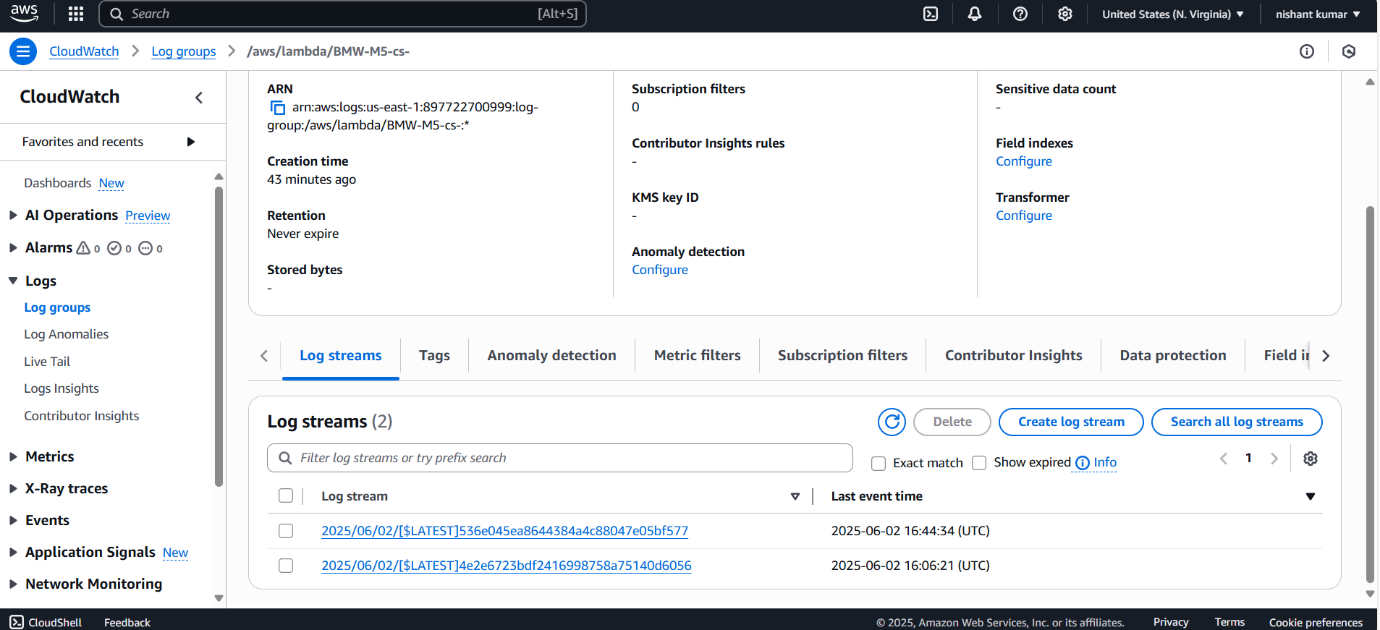 aws
Search [Alt+S]
United States (N. Virginia) ▼ nishant kumar ▼
CloudWatch > Log groups > /aws/lambda/BMW-M5-cs-
CloudWatch
Favorites and recents
Dashboards New
AI Operations Preview
Alarms 0 0 0
Logs
Log groups
Log Anomalies
Live Tail
Logs Insights
Contributor Insights
Metrics
X-Ray traces
Events
Application Signals New
Network Monitoring
ARN
arn:aws:logs:us-east-1:897722700999:log-
group:/aws/lambda/BMW-M5-cs-:*
Creation time
43 minutes ago
Retention
Never expire
Stored bytes
-
Subscription filters
0
Contributor Insights rules
-
KMS key ID
-
Anomaly detection
Configure
Sensitive data count
-
Field indexes
Configure
Transformer
Configure
Log streams Tags Anomaly detection Metric filters Subscription filters Contributor Insights Data protection Field
Log streams (2)
Delete Create log stream Search all log streams
Filter log streams or try prefix search
Exact match Show expired Info
1
Log stream Last event time
2025/06/02/[$LATEST]536e045ea8644384a4c88047e05bf577 2025-06-02 16:44:34 (UTC)
2025/06/02/[$LATEST]4e2e6723bdf2416998758a75140d6056 2025-06-02 16:06:21 (UTC)
CloudShell Feedback © 2025, Amazon Web Services, Inc. or its affiliates. Privacy Terms Cookie preferences